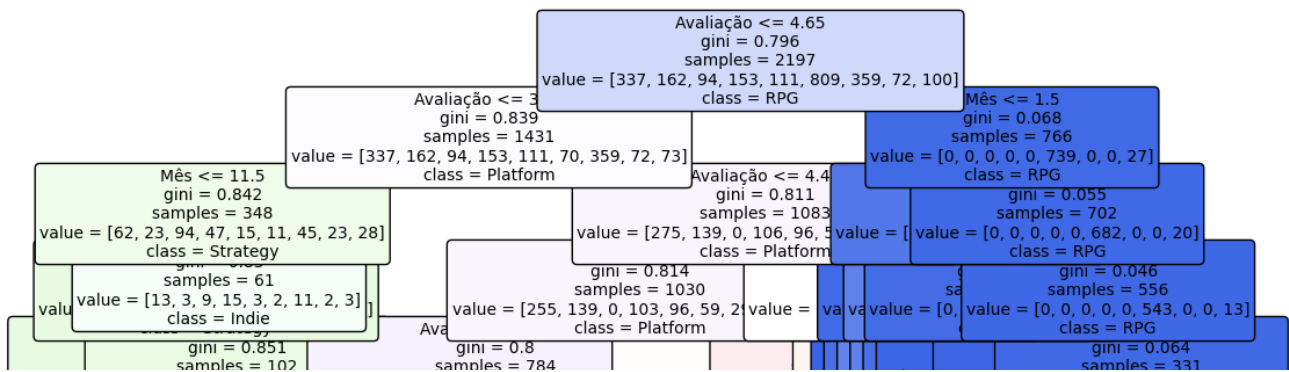 Avaliação <= 4.65
gini = 0.796
samples = 2197
value = [337, 162, 94, 153, 111, 809, 359, 72, 100]
class = RPG
Avaliação <= 3
gini = 0.839
samples = 1431
value = [337, 162, 94, 153, 111, 70, 359, 72, 73]
class = Platform
Mês <= 1.5
gini = 0.068
samples = 766
value = [0, 0, 0, 0, 0, 739, 0, 0, 27]
class = RPG
Mês <= 11.5
gini = 0.842
samples = 348
value = [62, 23, 94, 47, 15, 11, 45, 23, 28]
class = Strategy
Avaliação <= 4.4
gini = 0.811
samples = 1083
value = [275, 139, 0, 106, 96, 5
class = Platform
value = [
gini = 0.055
samples = 702
value = [0, 0, 0, 0, 0, 682, 0, 0, 20]
class = RPG
valu
samples = 61
value = [13, 3, 9, 15, 3, 2, 11, 2, 3]
class = Indie
]
gini = 0.814
samples = 1030
value = [255, 139, 0, 103, 96, 59, 29
class = Platform
value =
va
va
value = [0,
gini = 0.046
samples = 556
value = [0, 0, 0, 0, 0, 543, 0, 0, 13]
class = RPG
gini = 0.851
samples = 102
Ava
gini = 0.8
samples = 784
gini = 0.064
samples = 331